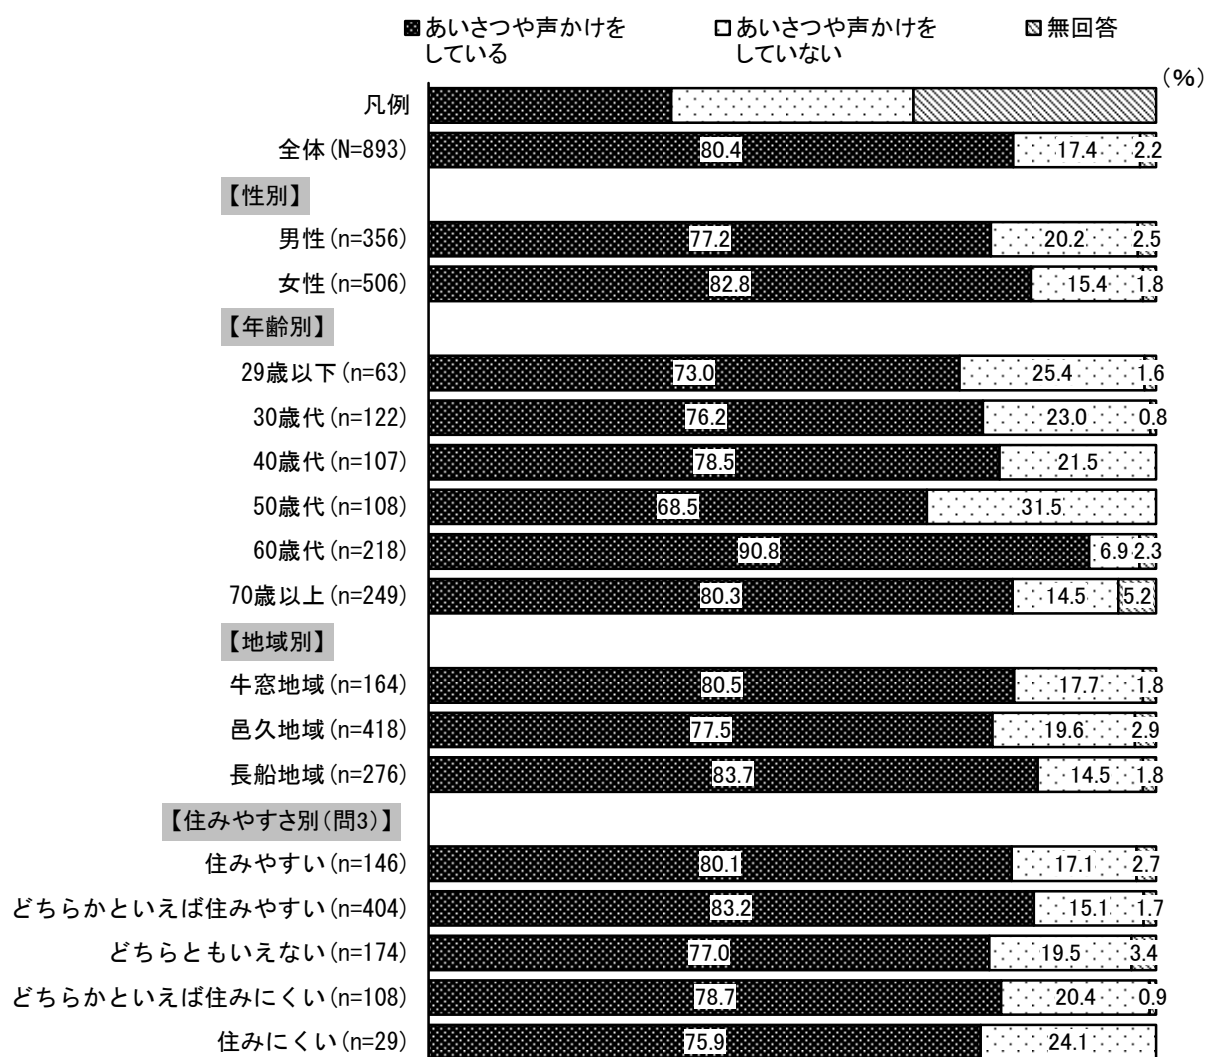 あいさつや声かけを
している
あいさつや声かけを
していない
無回答
(%)
凡例
全体(N=893) 80.4 17.4 2.2
【性別】
男性(n=356) 77.2 20.2 2.5
女性(n=506) 82.8 15.4 1.8
【年齢別】
29歳以下(n=63) 73.0 25.4 1.6
30歳代(n=122) 76.2 23.0 0.8
40歳代(n=107) 78.5 21.5
50歳代(n=108) 68.5 31.5
60歳代(n=218) 90.8 6.9 2.3
70歳以上(n=249) 80.3 14.5 5.2
【地域別】
牛窓地域(n=164) 80.5 17.7 1.8
邑久地域(n=418) 77.5 19.6 2.9
長船地域(n=276) 83.7 14.5 1.8
【住みやすさ別(問3)】
住みやすい(n=146) 80.1 17.1 2.7
どちらかといえば住みやすい(n=404) 83.2 15.1 1.7
どちらともいえない(n=174) 77.0 19.5 3.4
どちらかといえば住みにくい(n=108) 78.7 20.4 0.9
住みにくい(n=29) 75.9 24.1